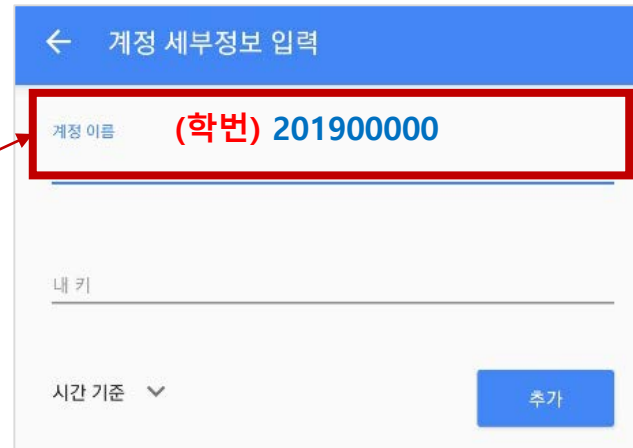 계정 세부정보 입력
계정 이름 (학번) 201900000
내 키
시간 기준
추가